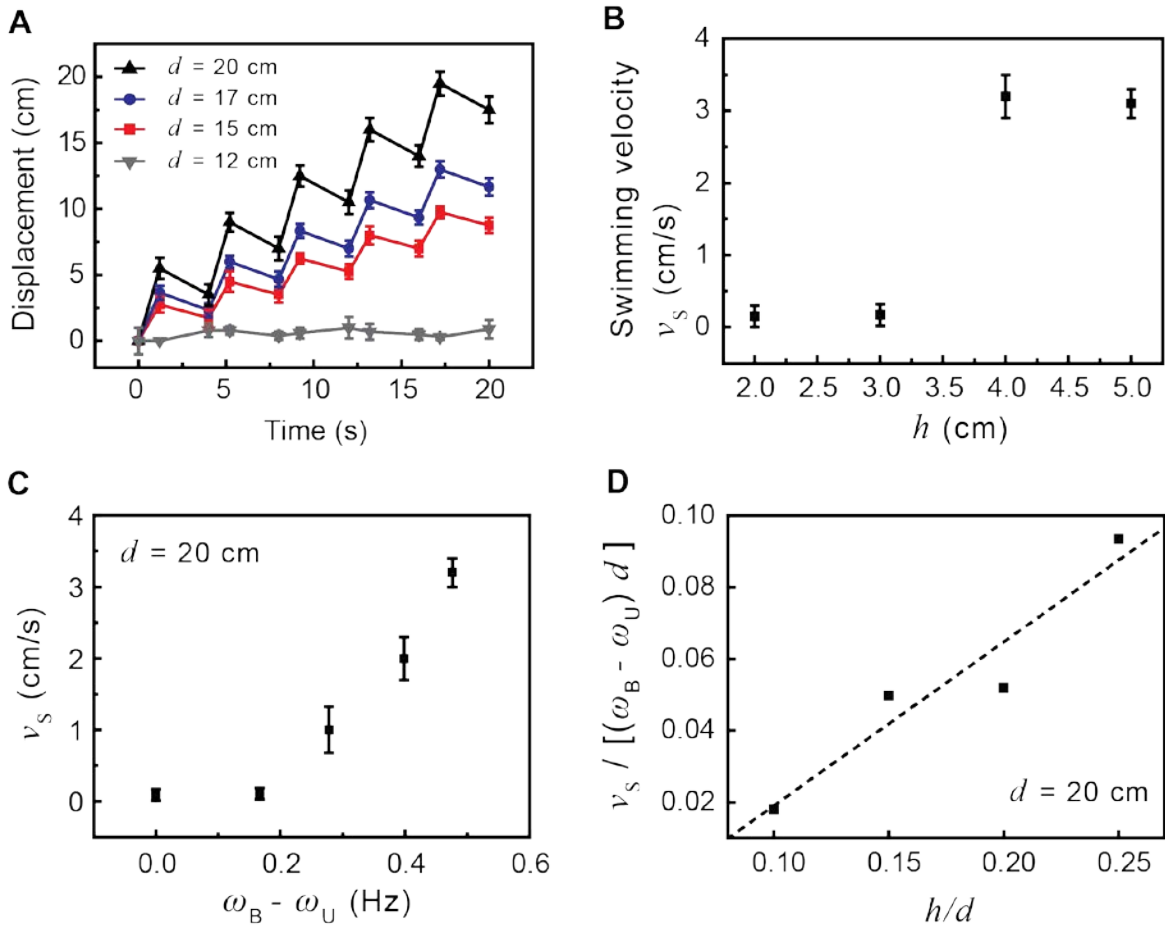 A
d = 20 cm
d = 17 cm
d = 15 cm
d = 12 cm
Displacement (cm)
20
15
10
5
0
0 5 10 15 20
Time (s)
B
Swimming velocity
vS (cm/s)
4
3
2
1
0
2.0 2.5 3.0 3.5 4.0 4.5 5.0
h (cm)
C
d = 20 cm
vS (cm/s)
4
3
2
1
0
0.0 0.2 0.4 0.6
ωB - ωU (Hz)
D
vS / [(ωB - ωU) d ]
0.10
0.08
0.06
0.04
0.02
d = 20 cm
0.10 0.15 0.20 0.25
h/d